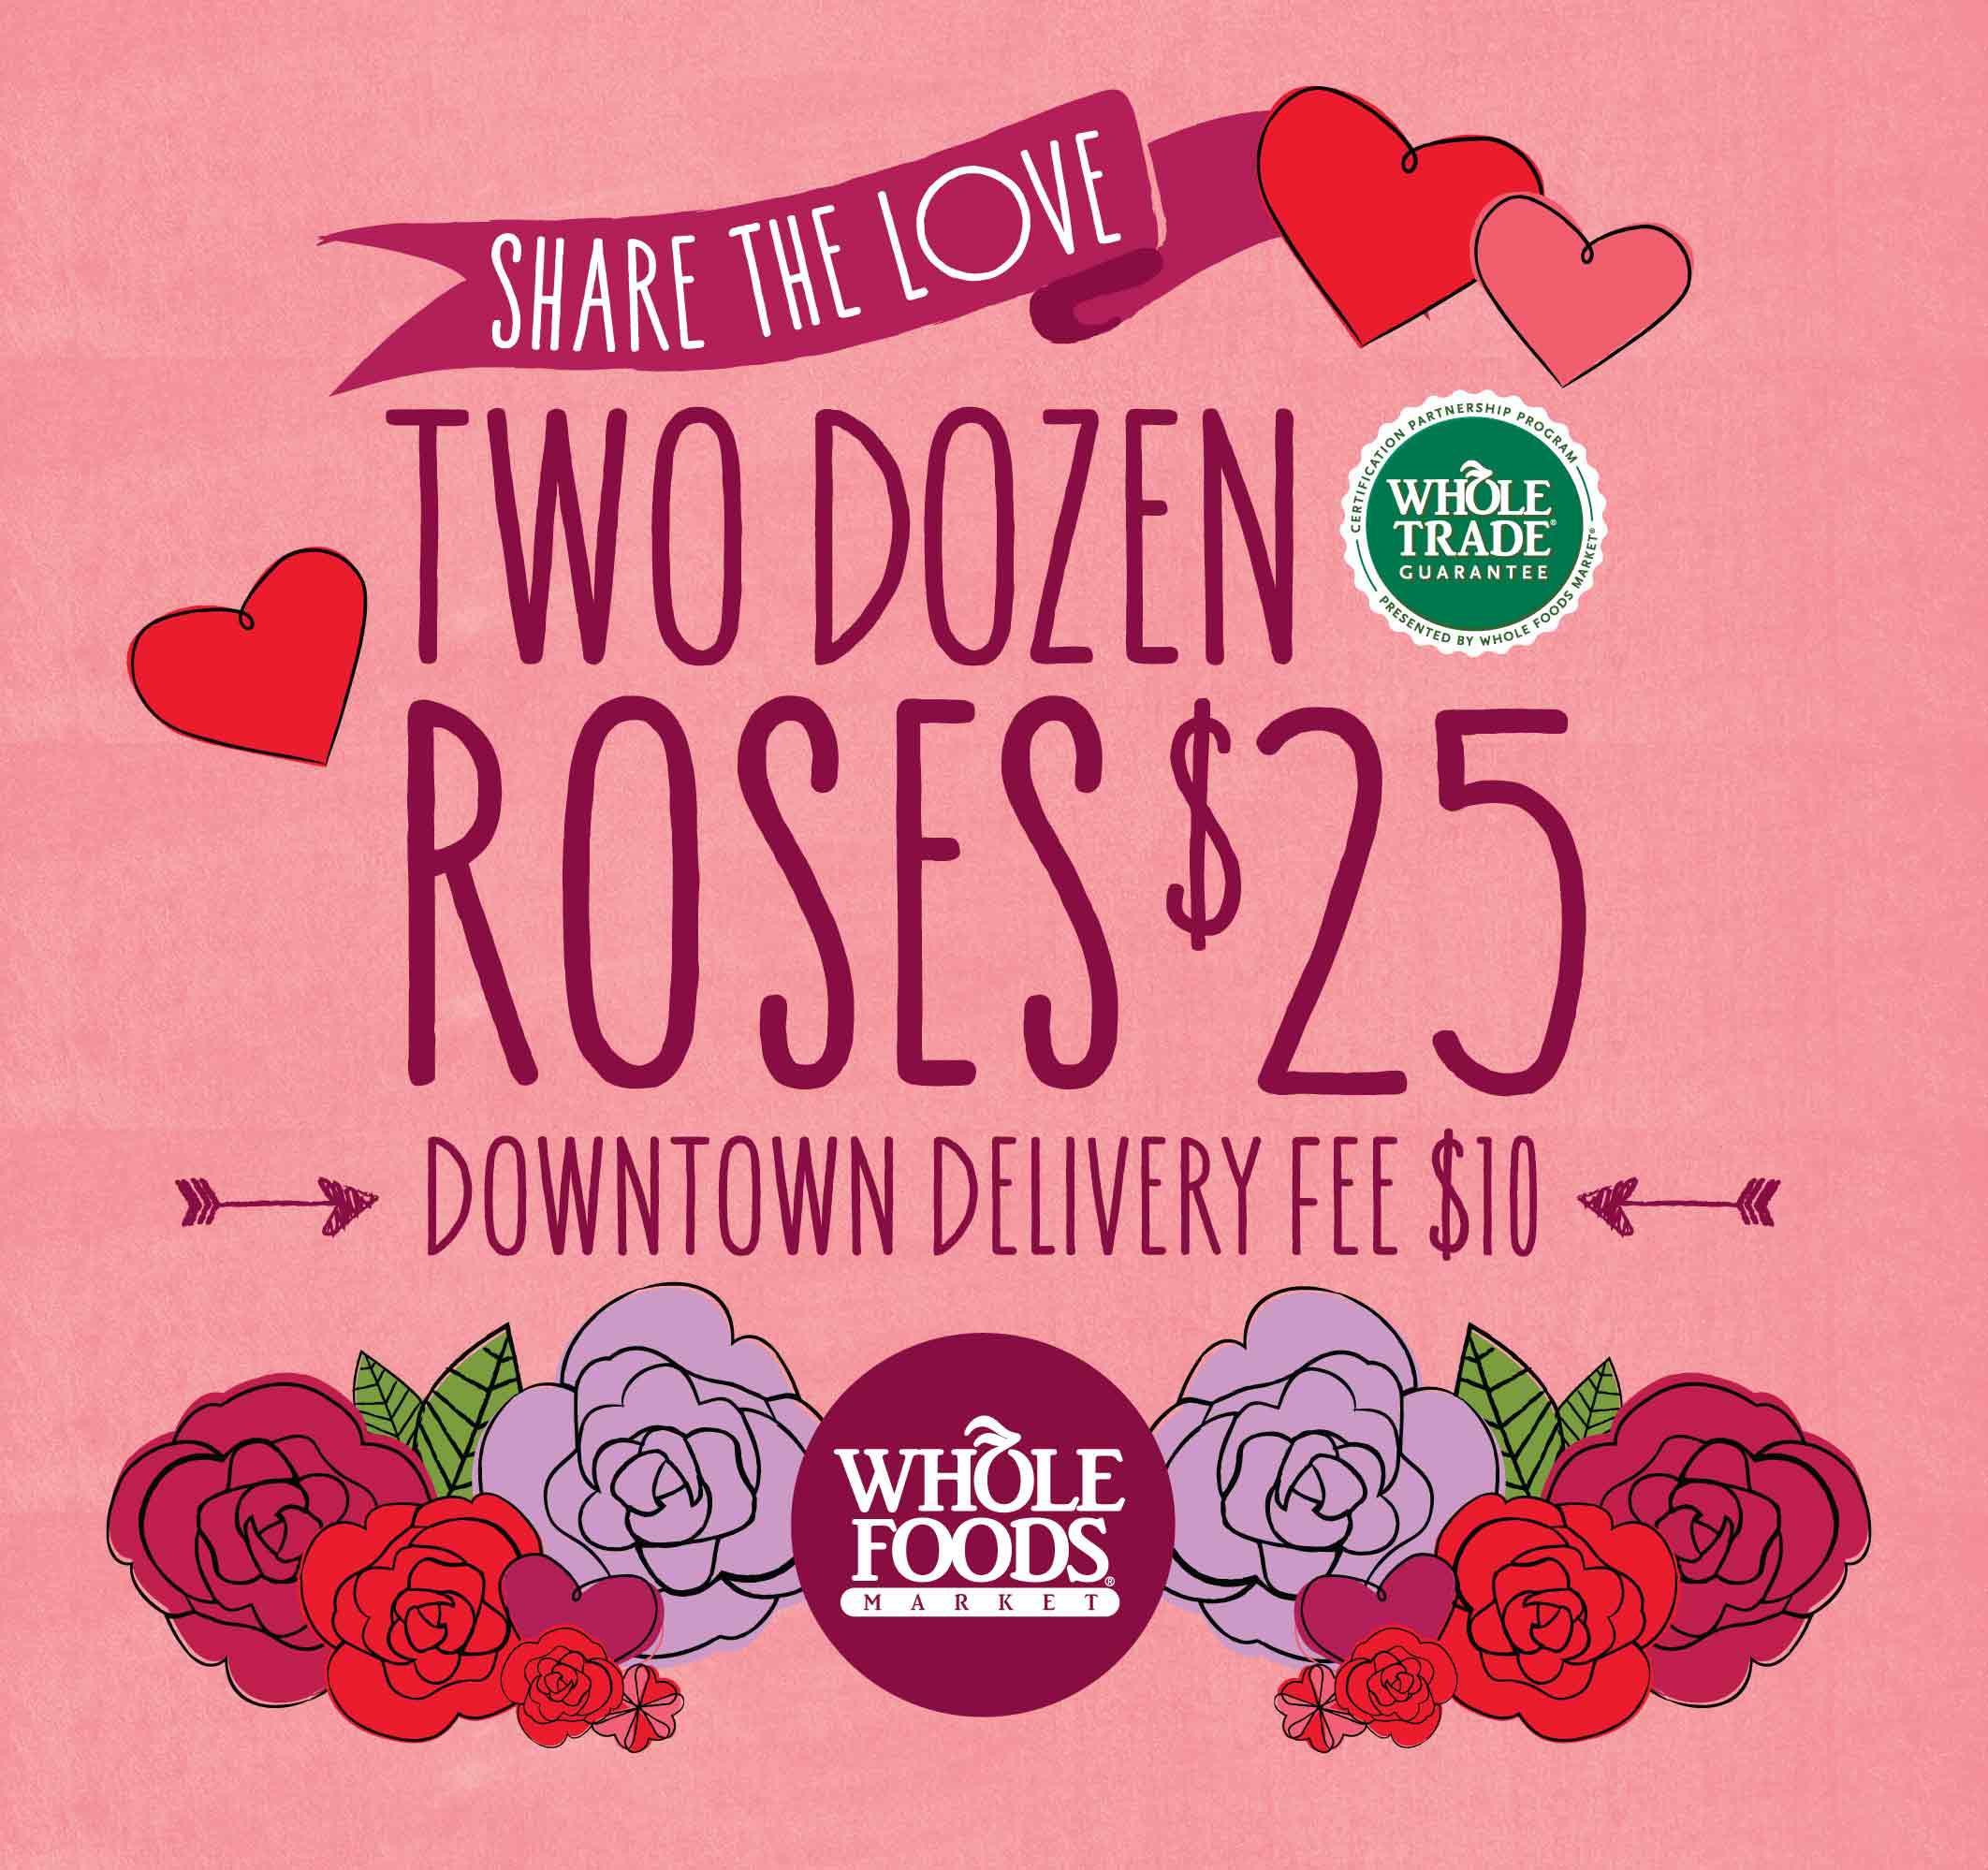 SHARE THE LOVE
TWO DOZEN
CERTIFICATION PARTNERSHIP PROGRAM
WHOLE
TRADE®
GUARANTEE
PRESENTED BY WHOLE FOODS MARKET®
ROSES $25
DOWNTOWN DELIVERY FEE $10
WHOLE
FOODS®
MARKET